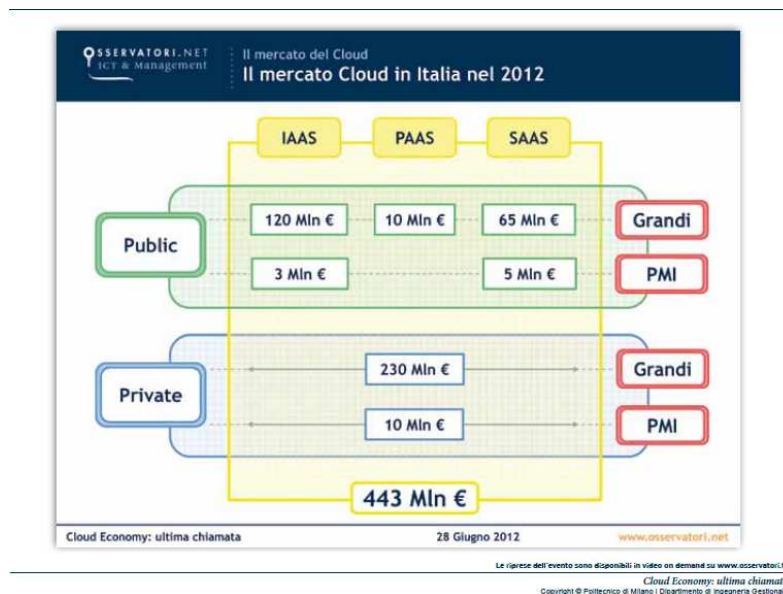 OSSERVATORI.NET
ICT & Management
Il mercato del Cloud
Il mercato Cloud in Italia nel 2012
IAAS PAAS SAAS
Public
120 Mln € 10 Mln € 65 Mln €
Grandi
3 Mln € 5 Mln €
PMI
Private
230 Mln €
Grandi
10 Mln €
PMI
443 Mln €
Cloud Economy: ultima chiamata 28 Giugno 2012 www.osservatori.net
Le riprese dell'evento sono disponibili in video on demand su www.osservatori.
Cloud Economy: ultima chiamat
Copyright © Politecnico di Milano | Dipartimento di Ingegneria Gestiona